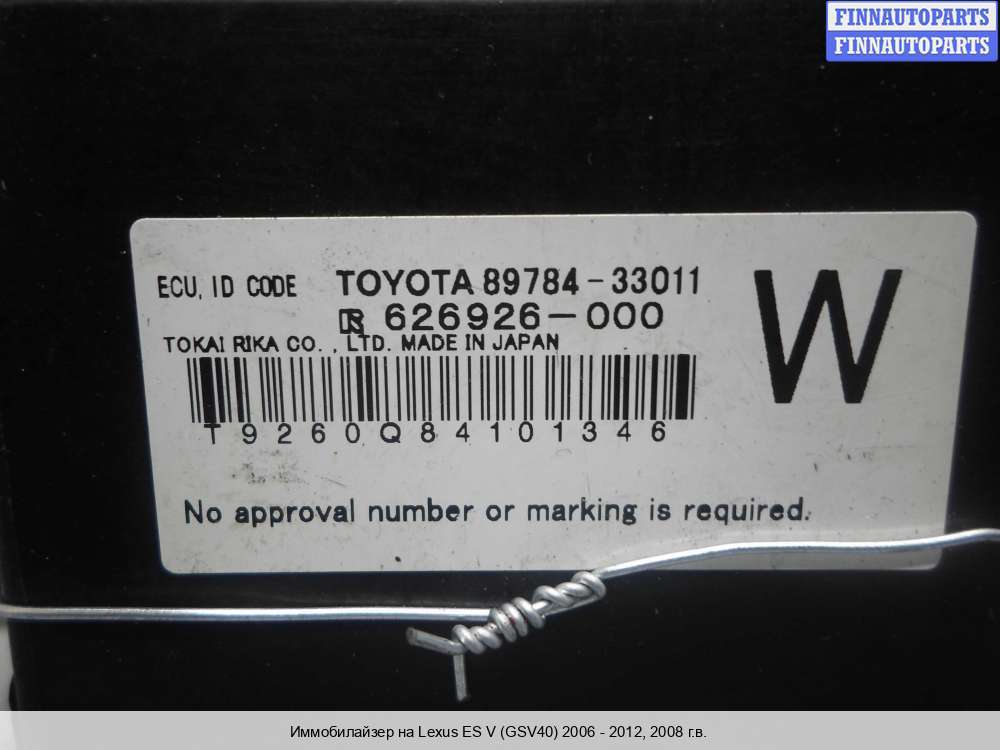 FINNAUTOPARTS
FINNAUTOPARTS
ECU, ID CODE TOYOTA 89784-33011
W
626926-000
TOKAI RIKA CO., LTD. MADE IN JAPAN
T9260Q84101346
No approval number or marking is required.
Иммобилайзер на Lexus ES V (GSV40) 2006 - 2012, 2008 г.в.